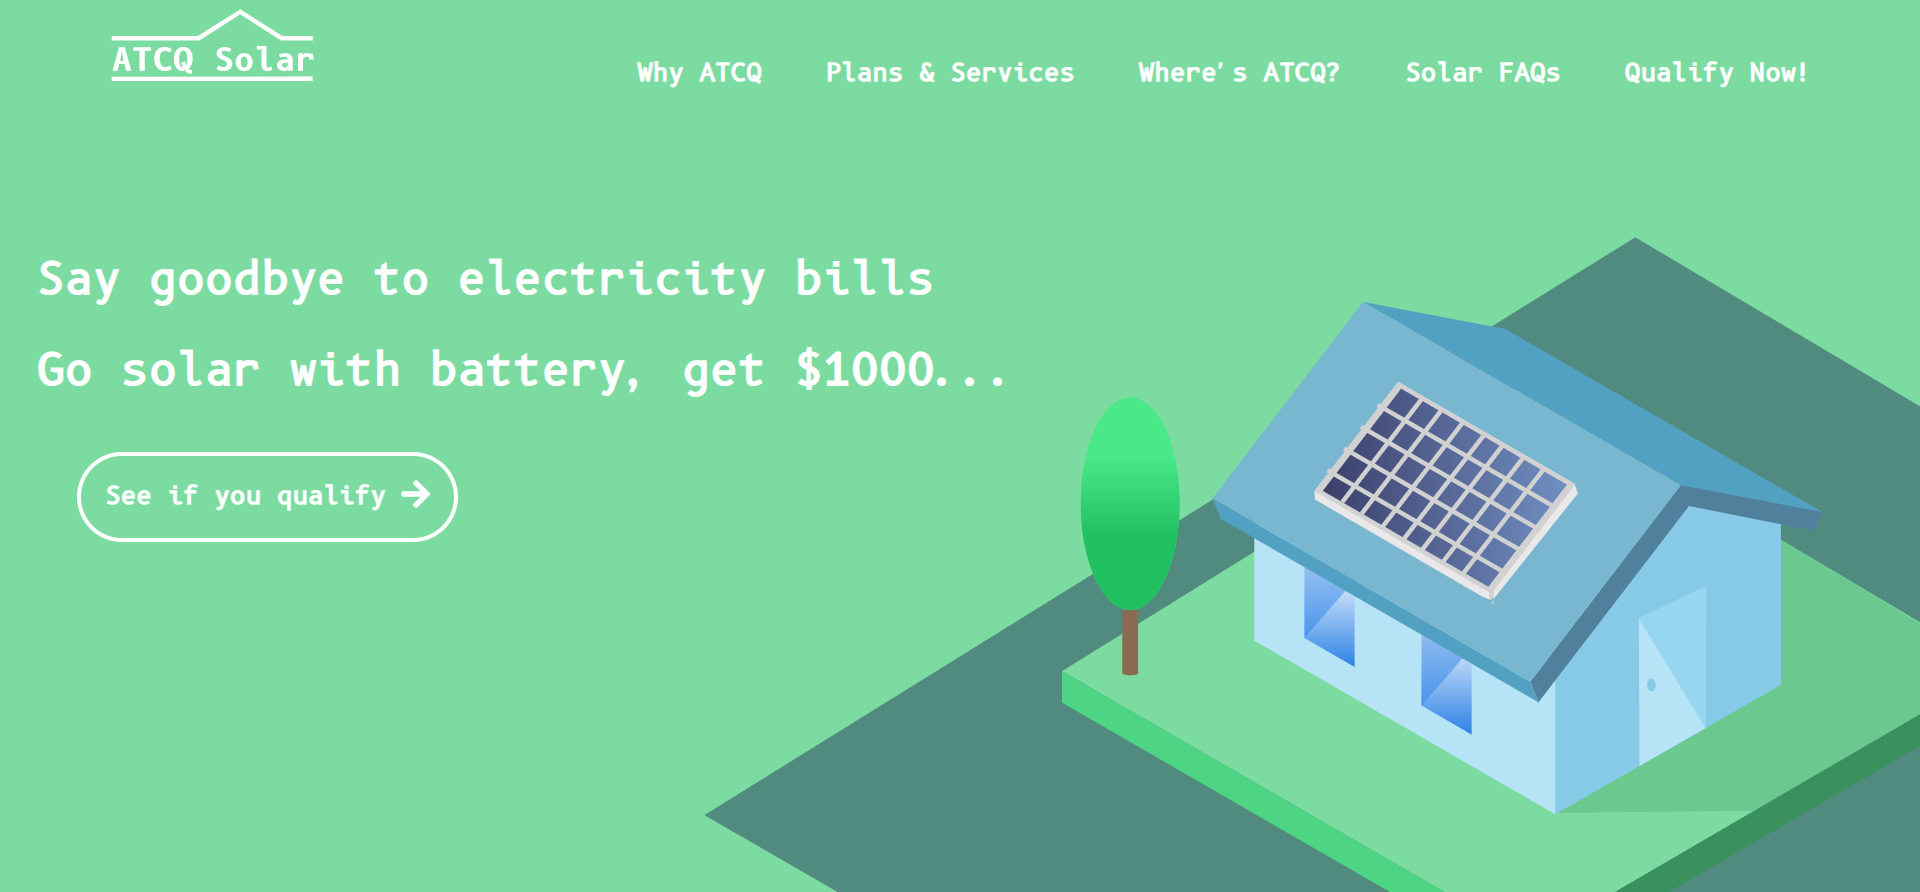 ATCQ Solar
Why ATCQ Plans & Services Where's ATCQ? Solar FAQs Qualify Now!
Say goodbye to electricity bills
Go solar with battery, get $1000...
See if you qualify →